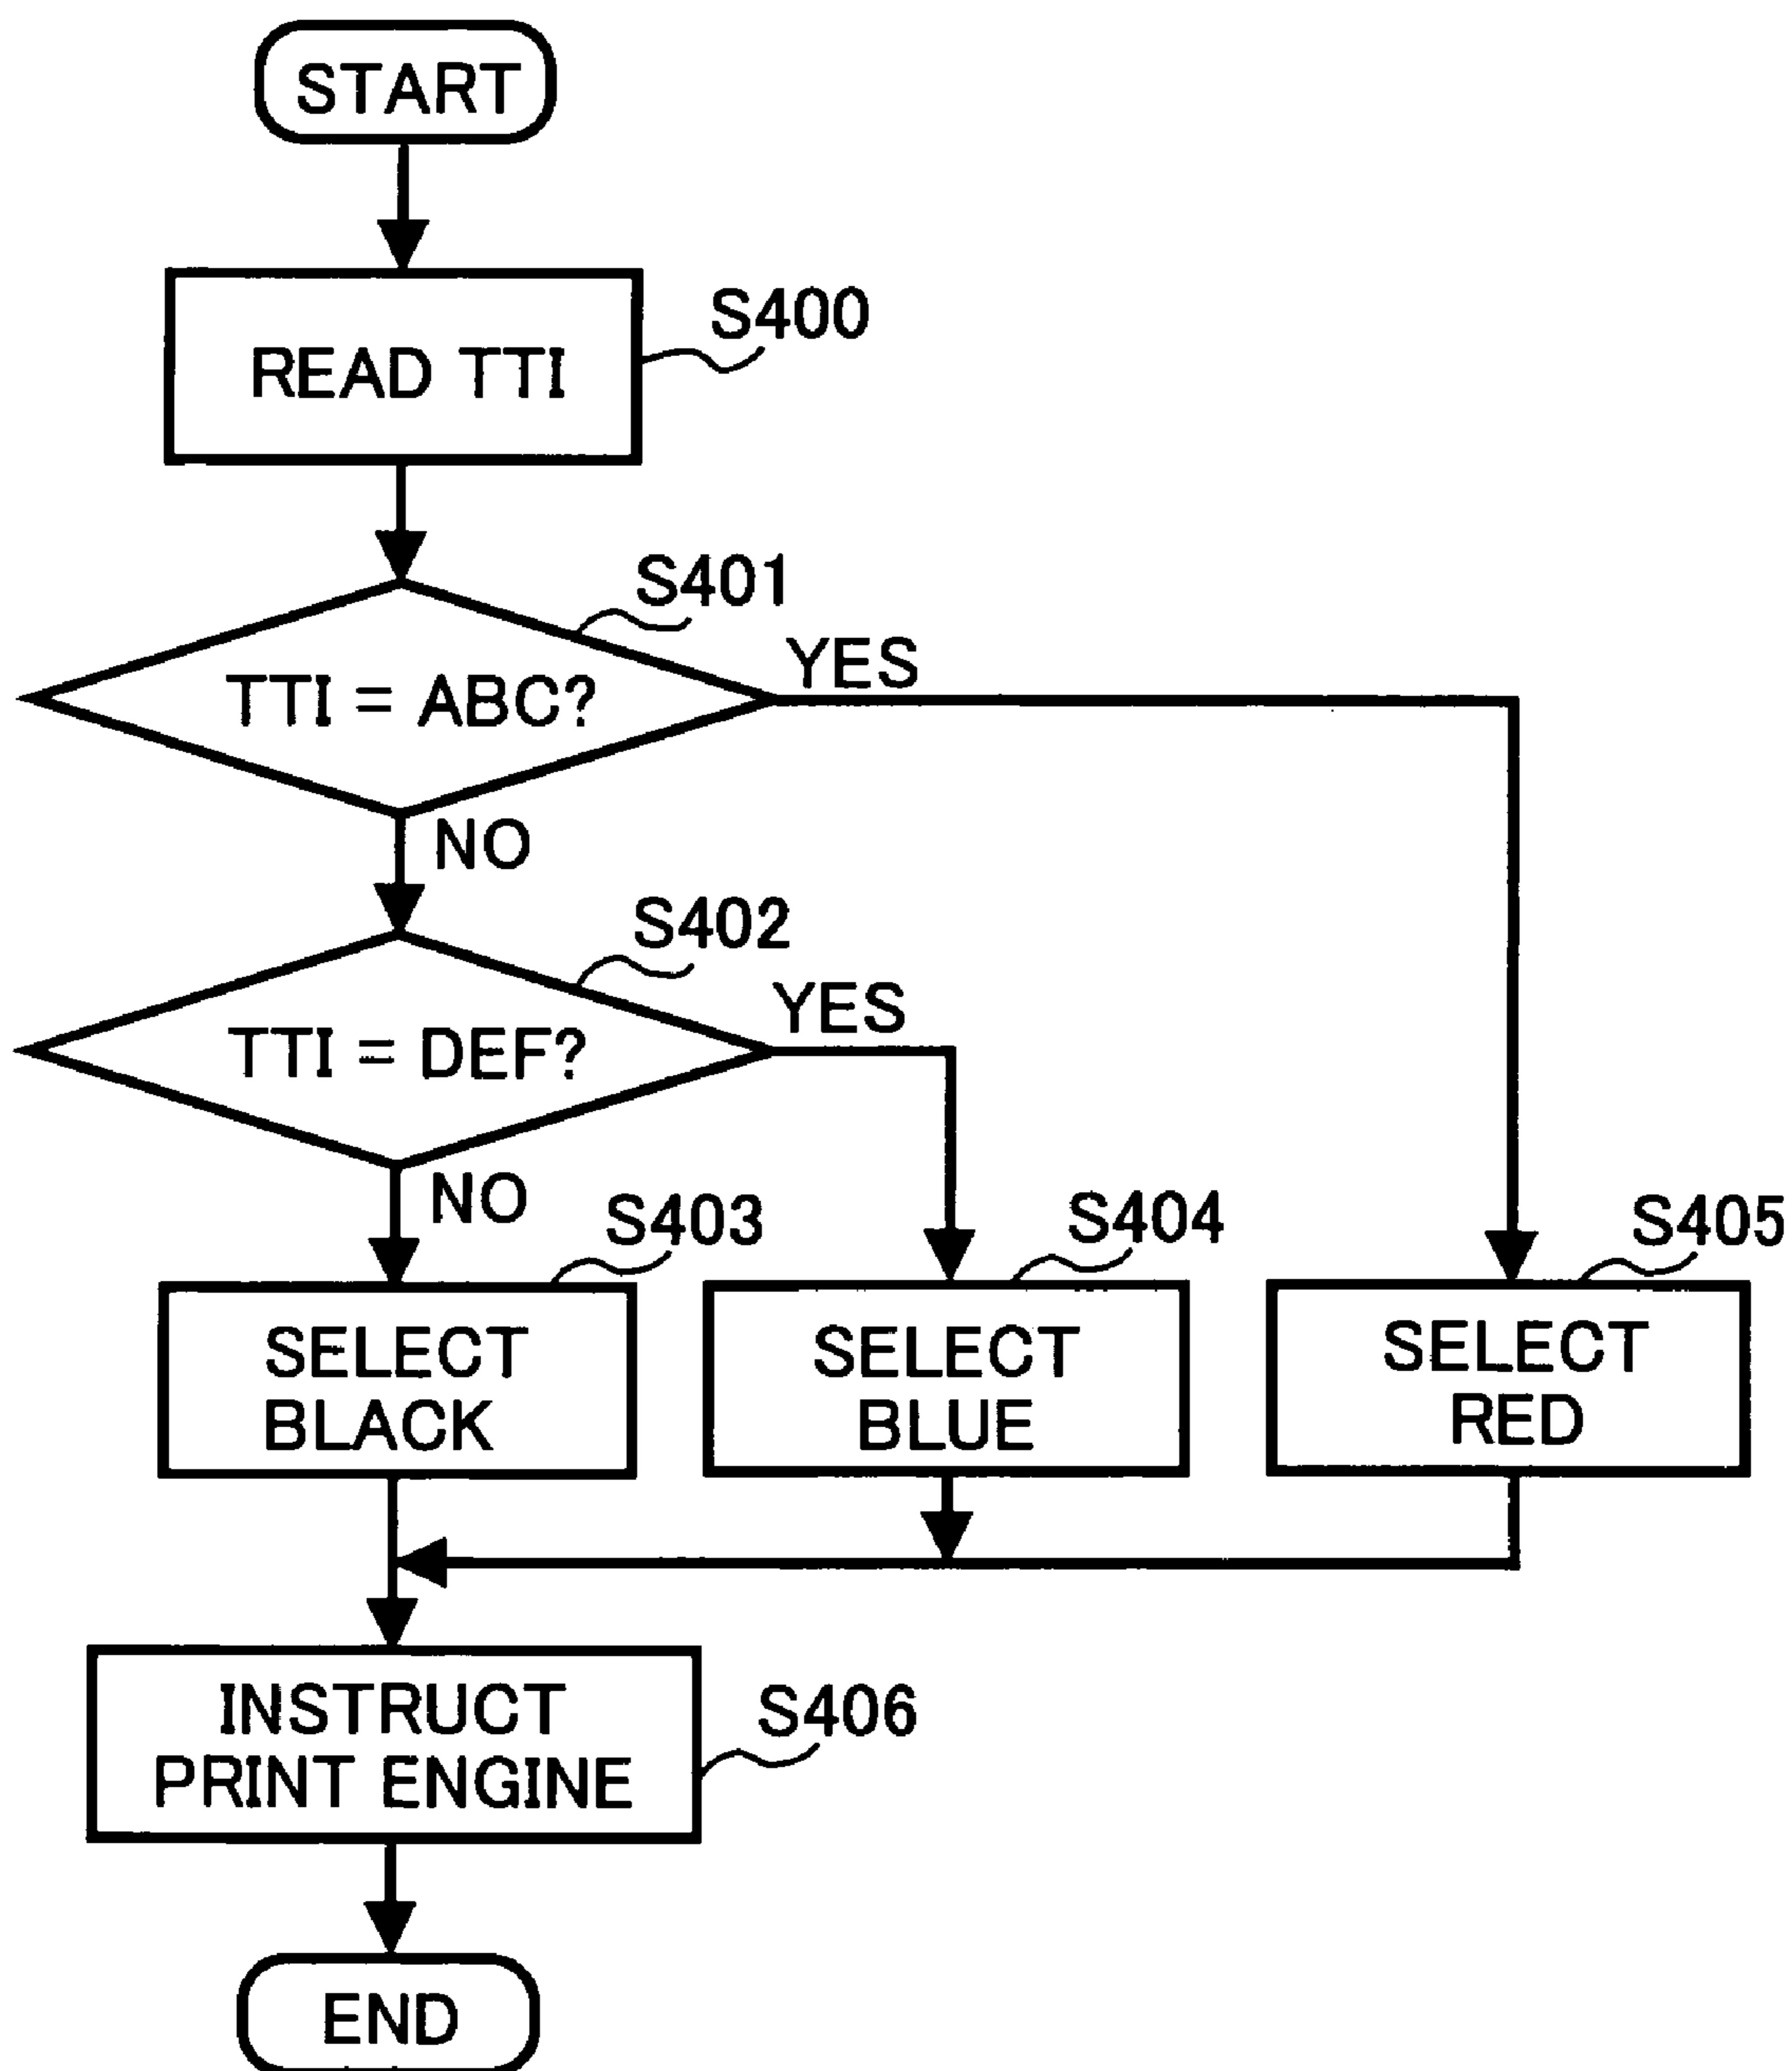 START
S400
READ TTI
S401
YES
TTI = ABC?
NO
S402
YES
TTI = DEF?
NO
S403
S404
S405
SELECT
BLACK
SELECT
BLUE
SELECT
RED
INSTRUCT
PRINT ENGINE
S406
END